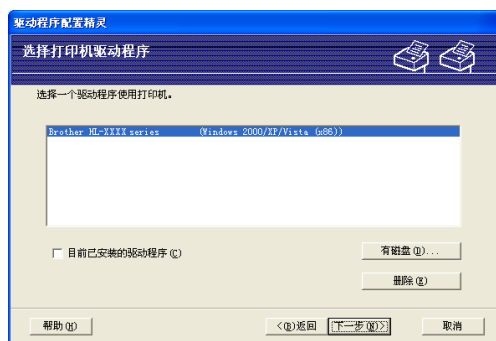 驱动程序配置精灵
选择打印机驱动程序
选择一个驱动程序使用打印机。
Brother HL-XXXX series (Windows 2000/XP/Vista (x86))
目前已安装的驱动程序(C)
有磁盘(D)...
删除(E)
帮助(H)
<(B)返回
下一步(N)>
取消